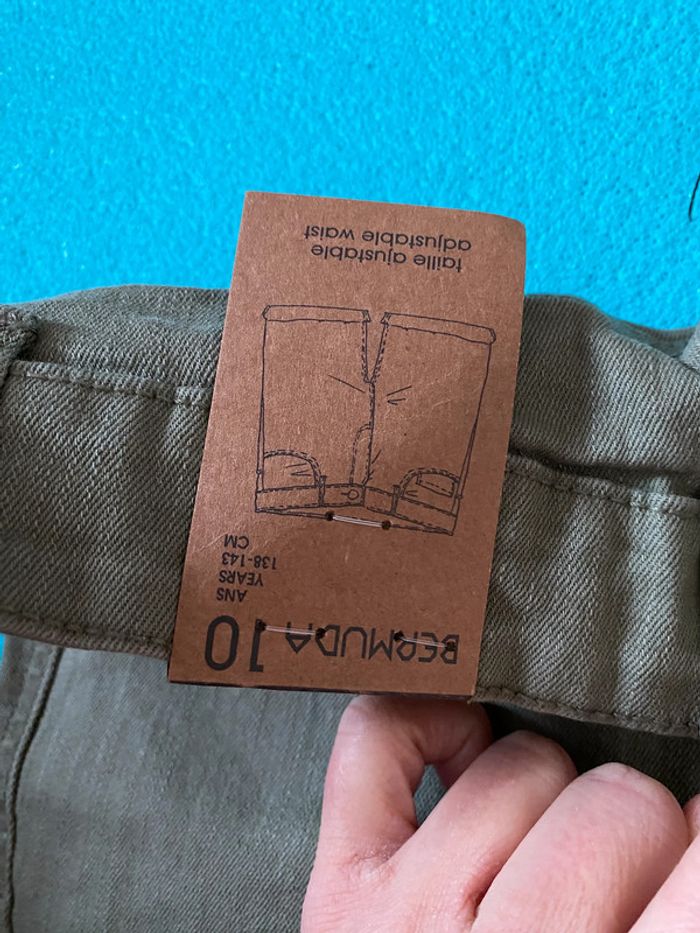 BERMUDA 10
ANS
YEARS
138-143
CM
taille ajustable
adjustable waist